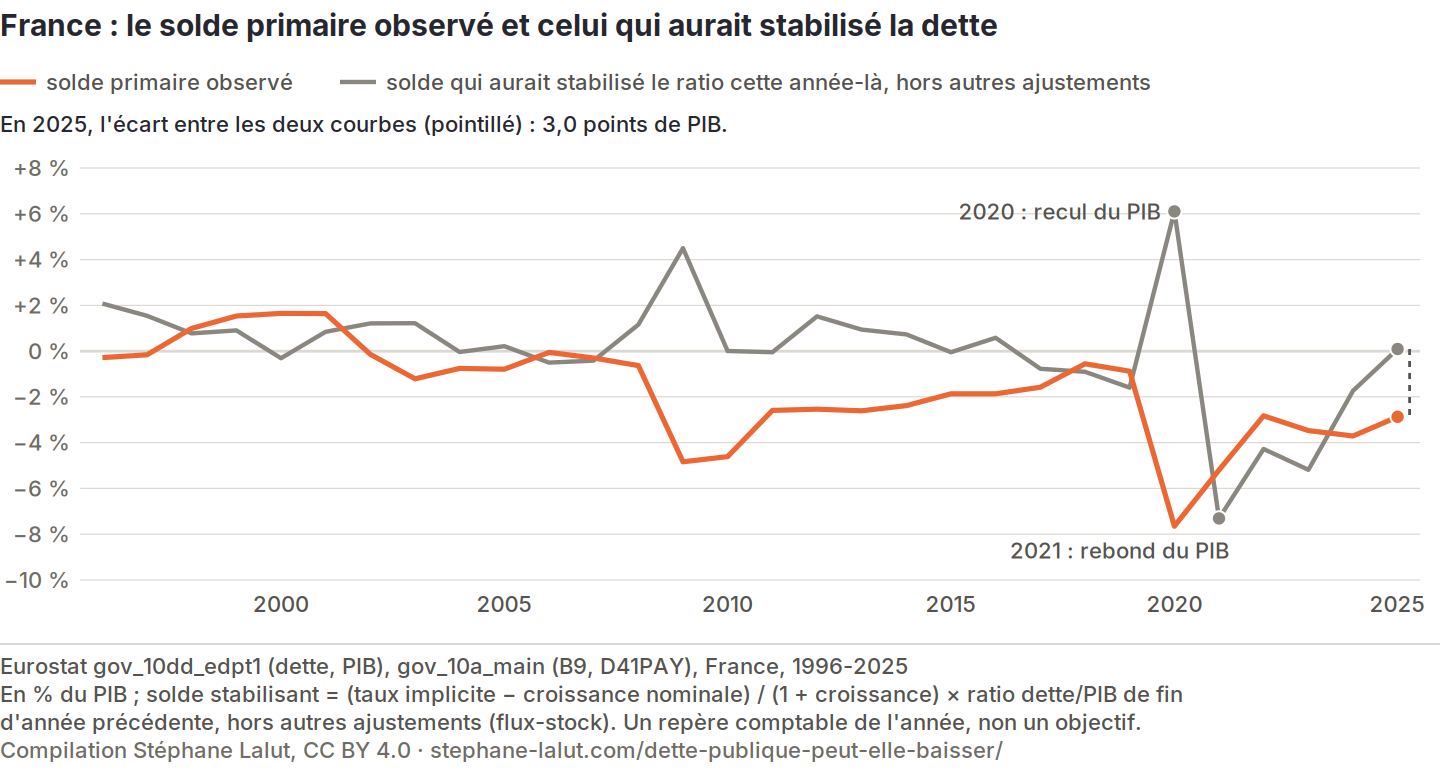 France : le solde primaire observé et celui qui aurait stabilisé la dette
solde primaire observé
solde qui aurait stabilisé le ratio cette année-là, hors autres ajustements
En 2025, l'écart entre les deux courbes (pointillé) : 3,0 points de PIB.
+8 %
+6 %
+4 %
+2 %
0 %
−2 %
−4 %
−6 %
−8 %
−10 %
2020 : recul du PIB
2021 : rebond du PIB
2000
2005
2010
2015
2020
2025
Eurostat gov_10dd_edpt1 (dette, PIB), gov_10a_main (B9, D41PAY), France, 1996-2025
En % du PIB ; solde stabilisant = (taux implicite − croissance nominale) / (1 + croissance) × ratio dette/PIB de fin
d'année précédente, hors autres ajustements (flux-stock). Un repère comptable de l'année, non un objectif.
Compilation Stéphane Lalut, CC BY 4.0 · stephane-lalut.com/dette-publique-peut-elle-baisser/